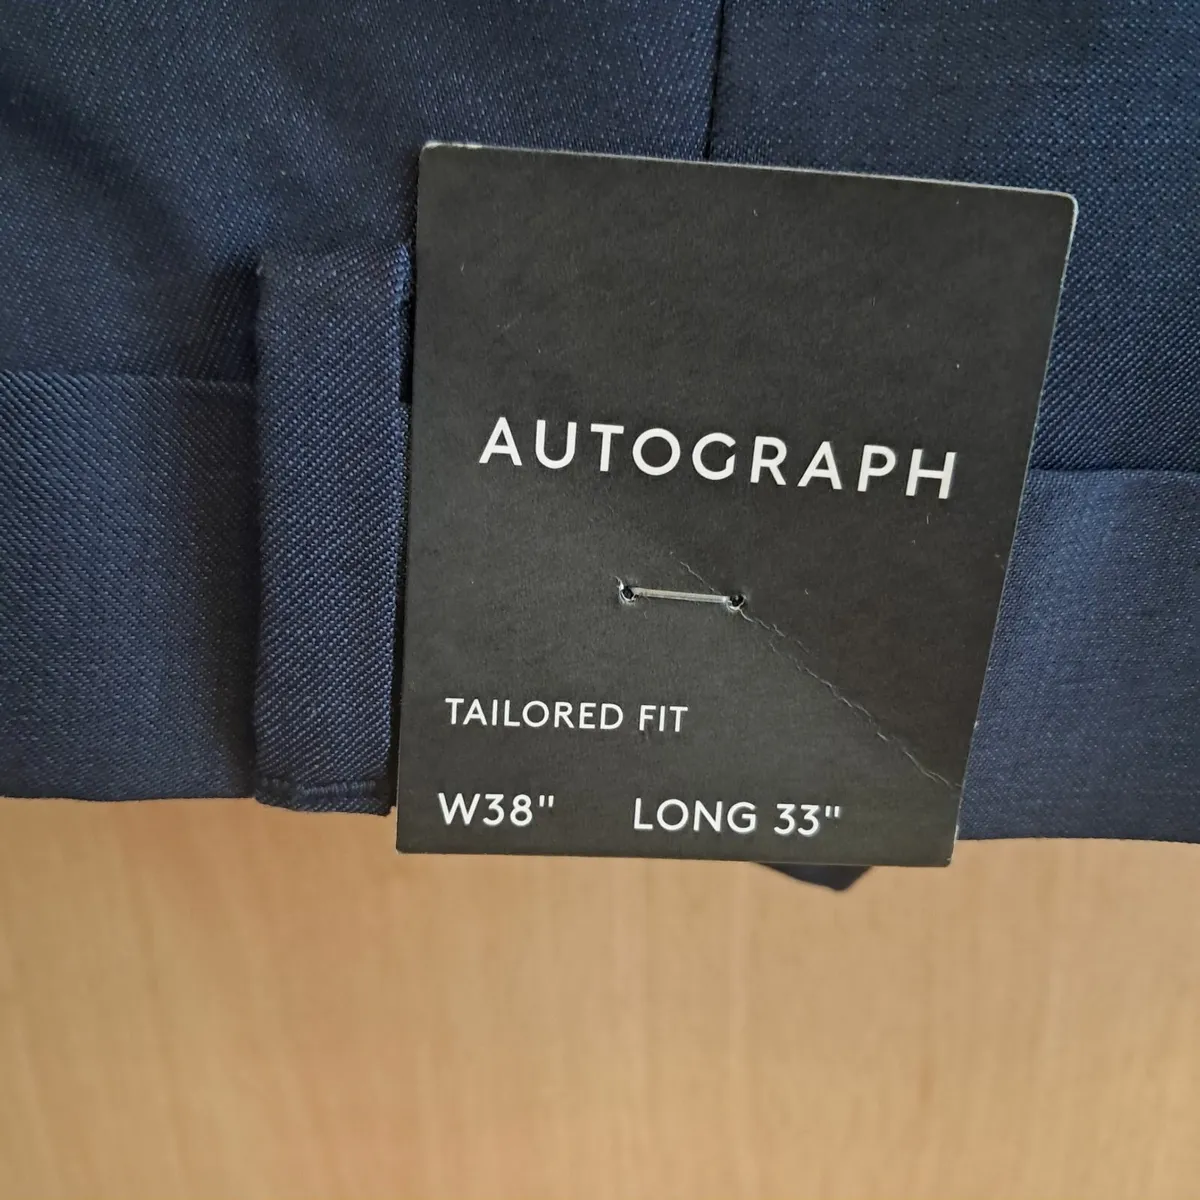 AUTOGRAPH
TAILORED FIT
W38" LONG 33"